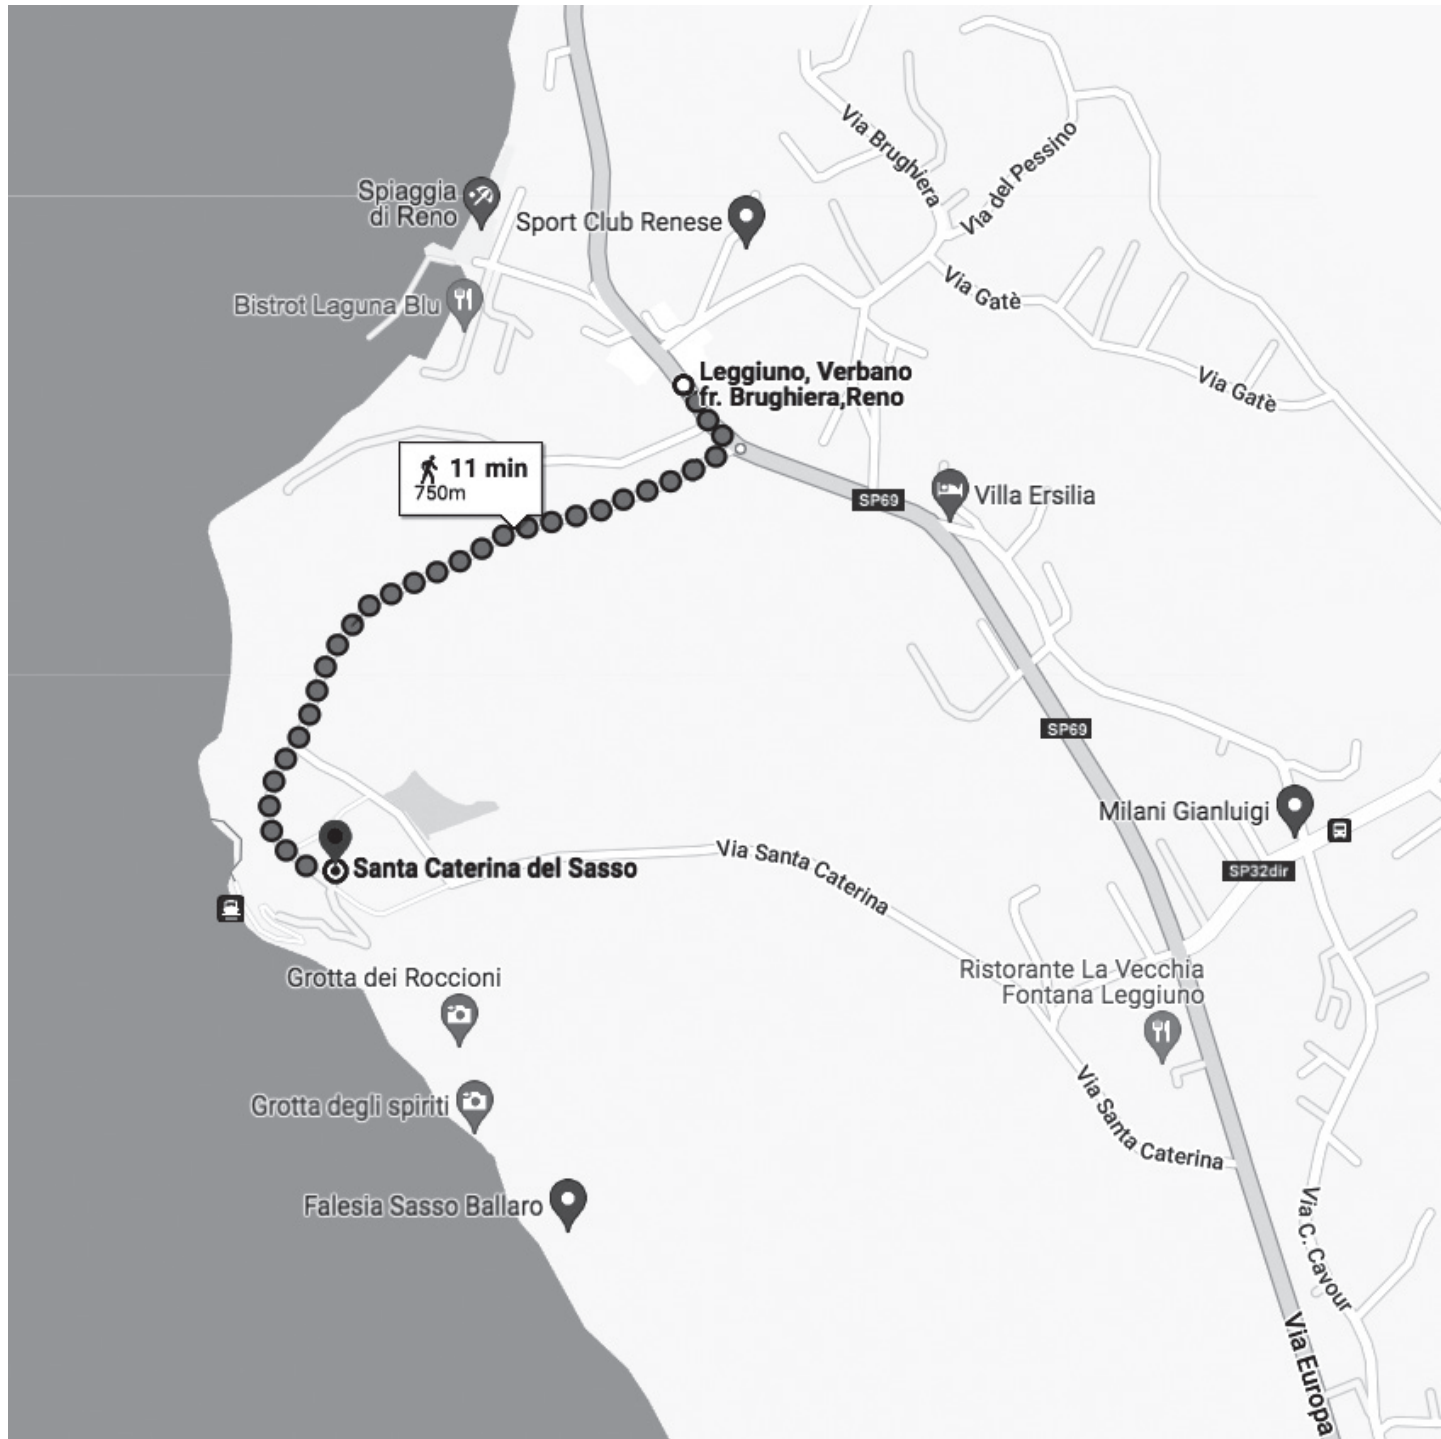 Via Brughiera
Via del Pessino
Spiaggia
di Reno
Sport Club Renese
Via Gatè
Bistrot Laguna Blu
Leggiuno, Verbano
fr. Brughiera,Reno
Via Gatè
11 min
750m
SP69
Villa Ersilia
SP69
Milani Gianluigi
Via Santa Caterina
Santa Caterina del Sasso
SP32dir
Grotta dei Roccioni
Ristorante La Vecchia
Fontana Leggiuno
Grotta degli spiriti
Via Santa Caterina
Falesia Sasso Ballaro
Via C. Cavour
Via Europa